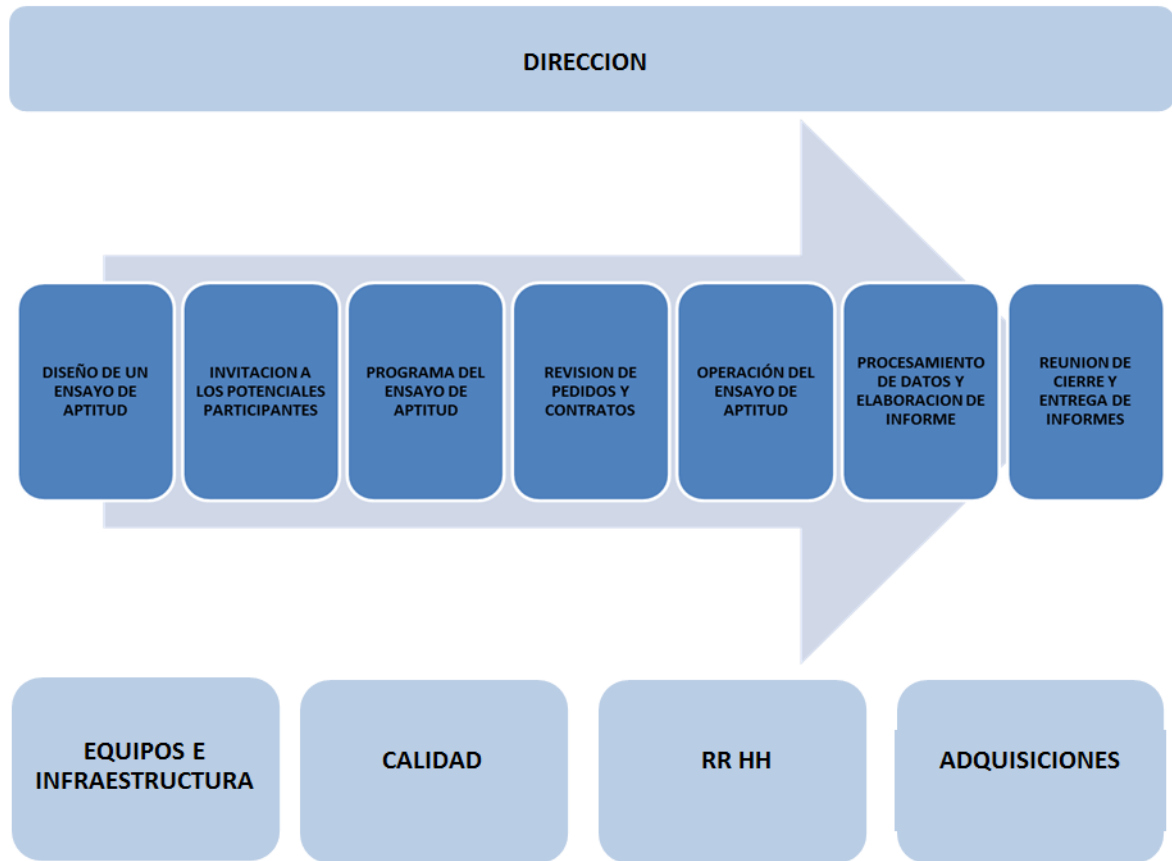 DIRECCION
DISEÑO DE UN
ENSAYO DE
APTITUD
INVITACION A
LOS POTENCIALES
PARTICIPANTES
PROGRAMA DEL
ENSAYO DE
APTITUD
REVISION DE
PEDIDOS Y
CONTRATOS
OPERACIÓN DEL
ENSAYO DE
APTITUD
PROCESAMIENTO
DE DATOS Y
ELABORACION DE
INFORME
REUNION DE
CIERRE Y
ENTREGA DE
INFORMES
EQUIPOS E
INFRAESTRUCTURA
CALIDAD
RR HH
ADQUISICIONES